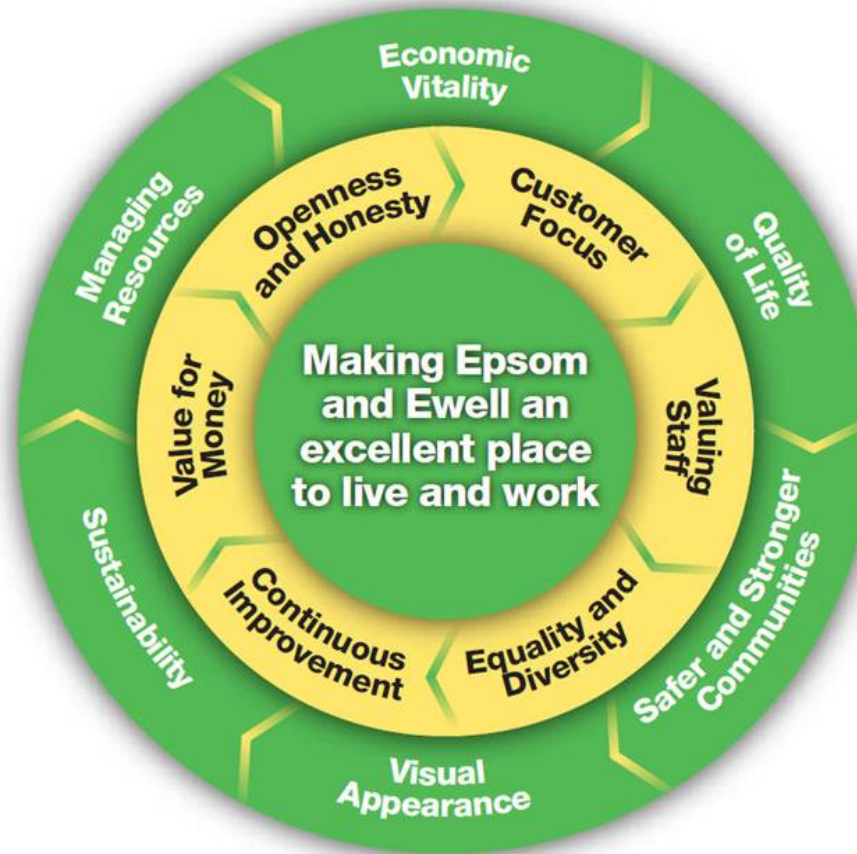 Economic
Vitality
Quality
of Life
Safer and Stronger
Communities
Visual
Appearance
Sustainability
Managing
Resources
Openness
and Honesty
Customer
Focus
Valuing
Staff
Equality and
Diversity
Continuous
Improvement
Value for
Money
Making Epsom
and Ewell an
excellent place
to live and work